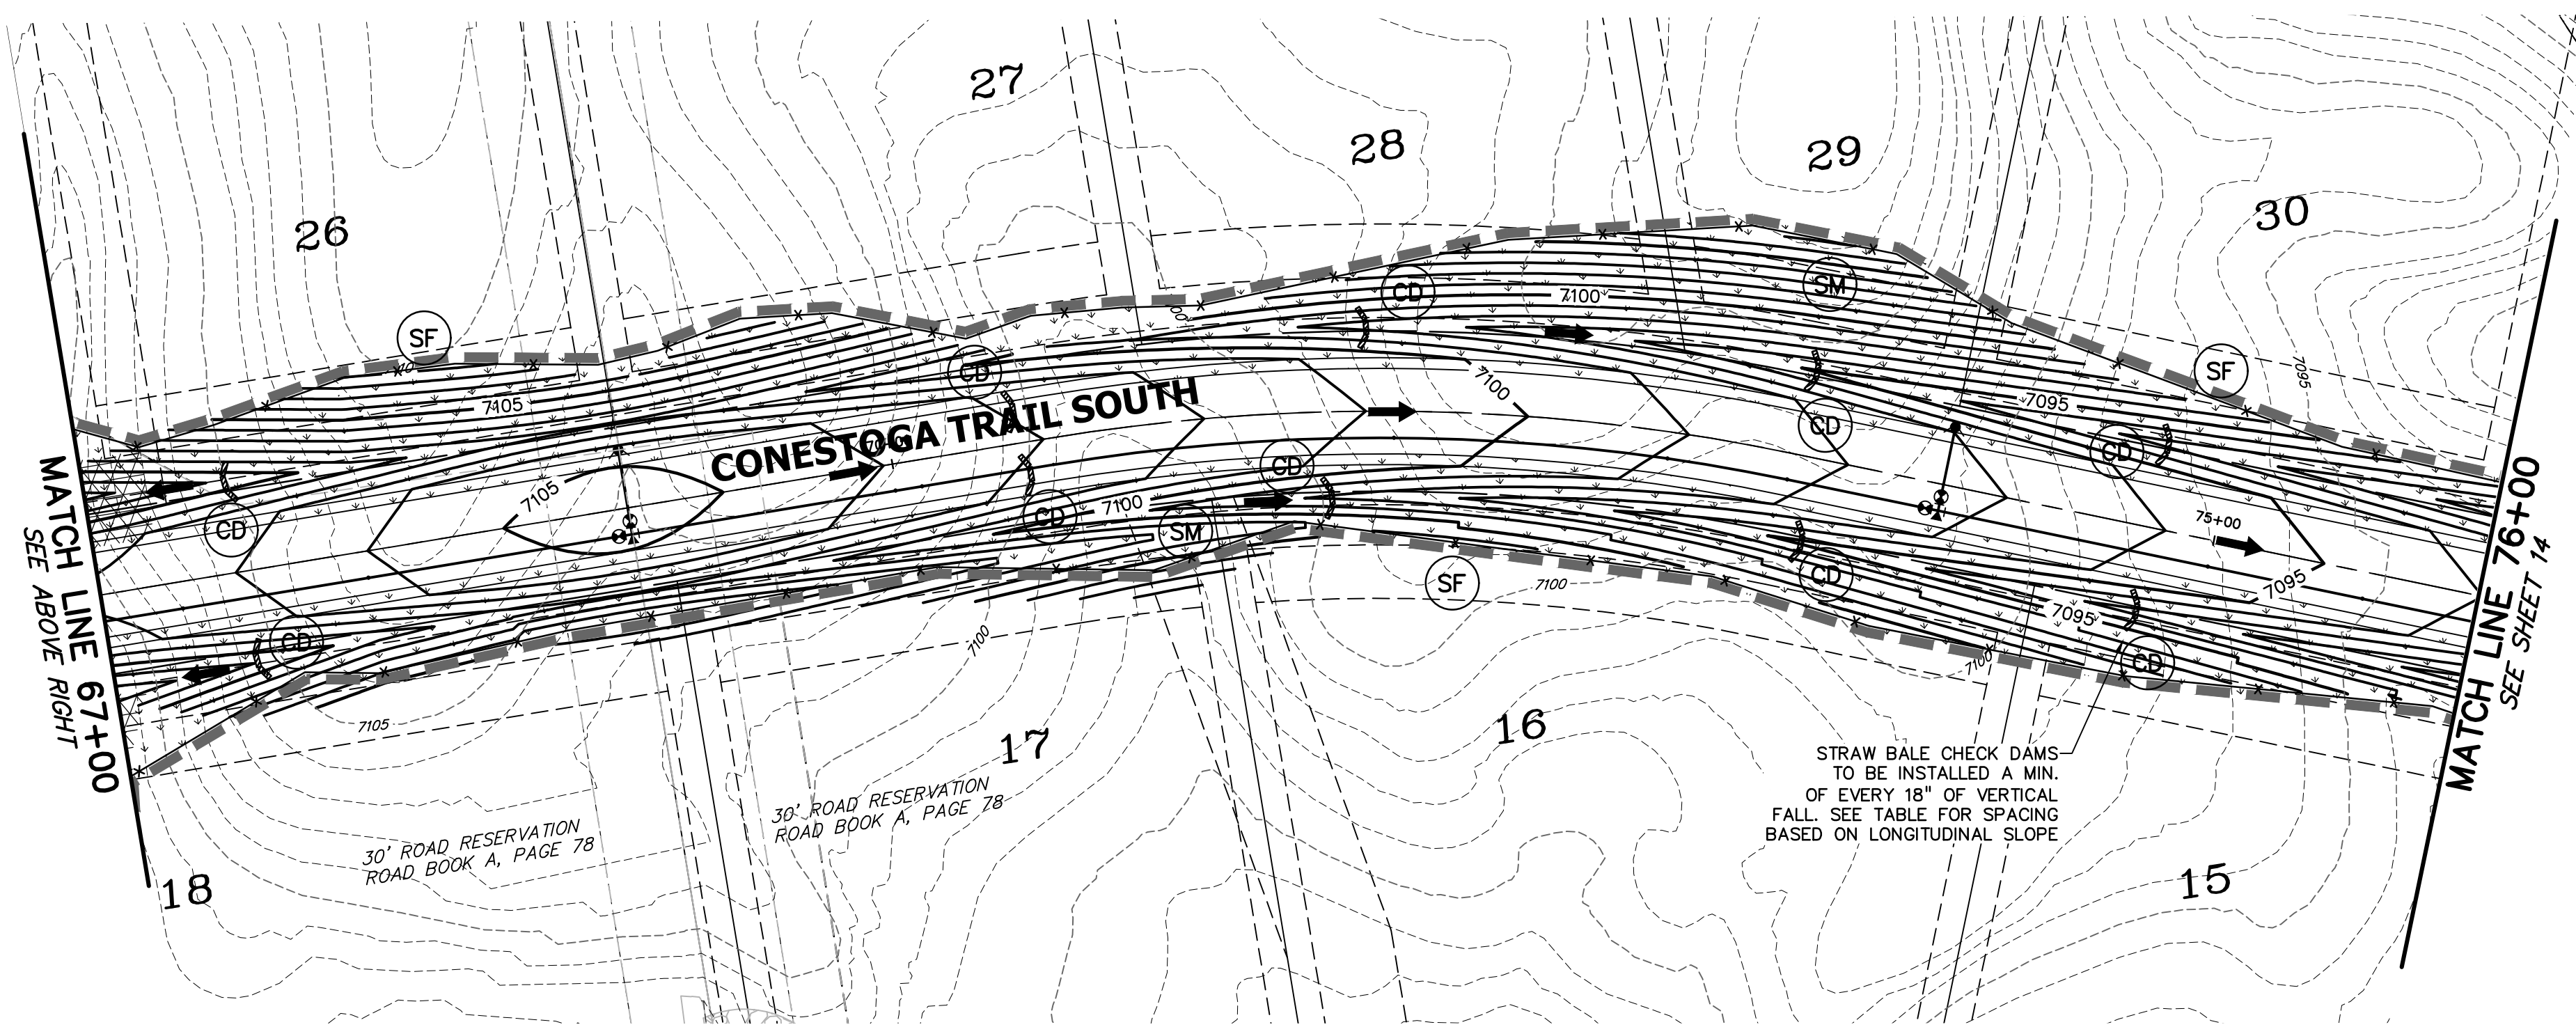 27
28
29
30
26
SF
CD
SM
7100
7105
CD
7100
SF
7095
7095
CONESTOGA TRAIL SOUTH
CD
CD
CD
7105
7100
CD
SM
CD
75+00
MATCH LINE 67+00
SEE ABOVE RIGHT
MATCH LINE 76+00
SEE SHEET 14
SF
7100
CD
7095
7095
CD
7100
7100
CD
7105
17
16
15
18
STRAW BALE CHECK DAMS
TO BE INSTALLED A MIN.
OF EVERY 18" OF VERTICAL
FALL. SEE TABLE FOR SPACING
BASED ON LONGITUDINAL SLOPE
30' ROAD RESERVATION
ROAD BOOK A, PAGE 78
30' ROAD RESERVATION
ROAD BOOK A, PAGE 78